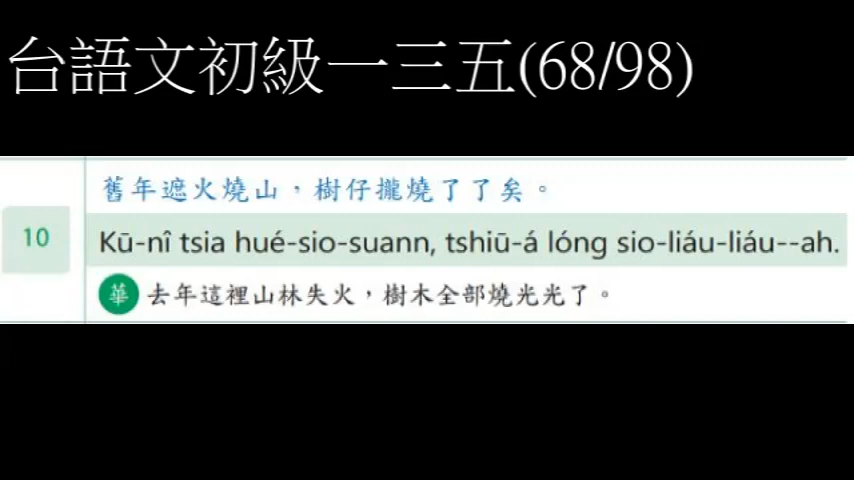 台語文初級一三五(68/98)
舊年遮火燒山，樹仔攏燒了了矣。
10
Kū-nî tsia hué-sio-suann, tshiū-á lóng sio-liáu-liáu--ah.
華 去年這裡山林失火，樹木全部燒光光了。